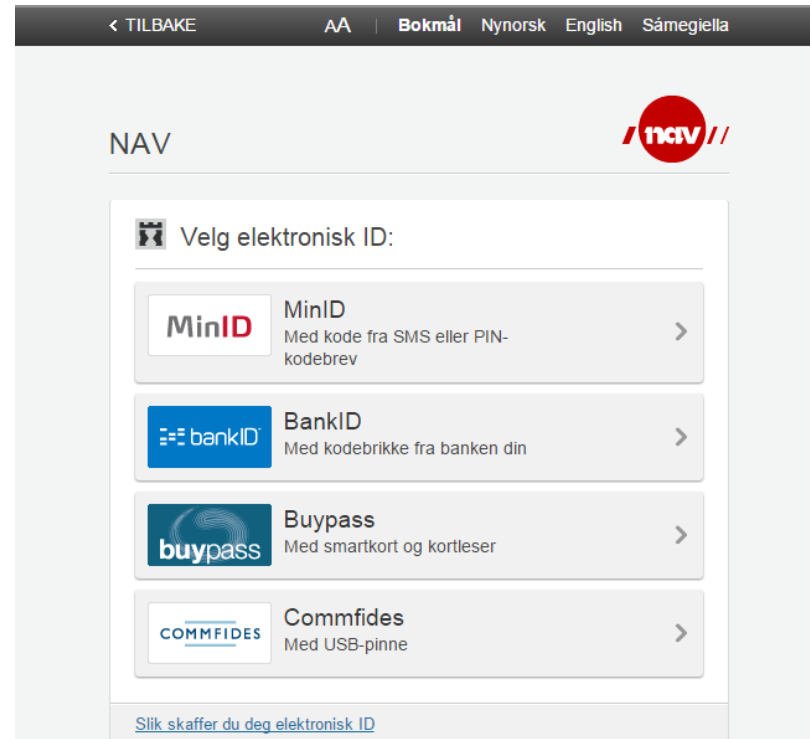 TILBAKE AA | Bokmål Nynorsk English Sámegiella
NAV
nav
Velg elektronisk ID:
MinID
MinID
Med kode fra SMS eller PIN-
kodebrev
bankID
BankID
Med kodebrikke fra banken din
buypass
Buypass
Med smartkort og kortleser
COMMFIDES
Commfides
Med USB-pinne
Slik skaffer du deg elektronisk ID